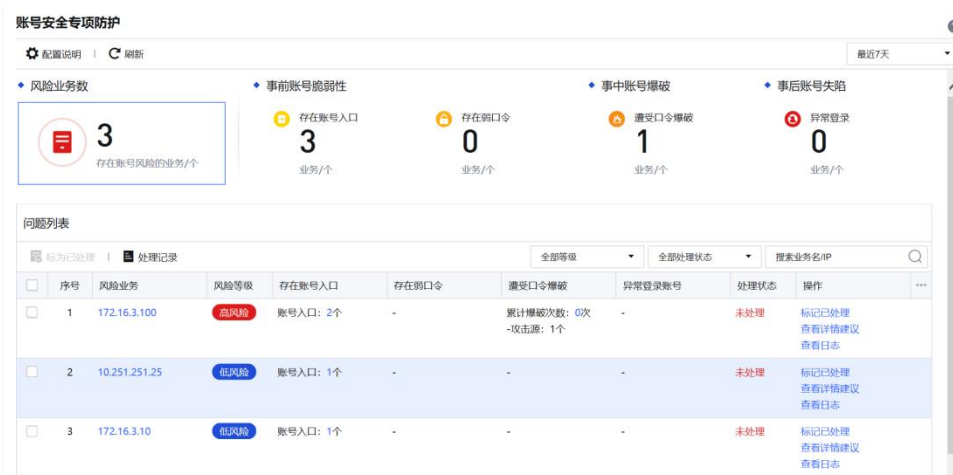 账号安全专项防护
配置说明 | 刷新 最近7天
风险业务数 事前账号脆弱性 事中账号爆破 事后账号失陷
存在账号入口 存在弱口令 遭受口令爆破 异常登录
3 3 0 1 0
存在账号风险的业务/个 业务/个 业务/个 业务/个 业务/个
问题列表
标为已处理 | 处理记录 全部等级 全部处理状态 搜索业务名/IP
序号 风险业务 风险等级 存在账号入口 存在弱口令 遭受口令爆破 异常登录账号 处理状态 操作
1 172.16.3.100 高风险 账号入口：2个 - 累计爆破次数：0次 - 未处理 标记已处理
-攻击源：1个 查看详情建议
查看日志
2 10.251.251.25 低风险 账号入口：1个 - - - 未处理 标记已处理
查看详情建议
查看日志
3 172.16.3.10 低风险 账号入口：1个 - - - 未处理 标记已处理
查看详情建议
查看日志